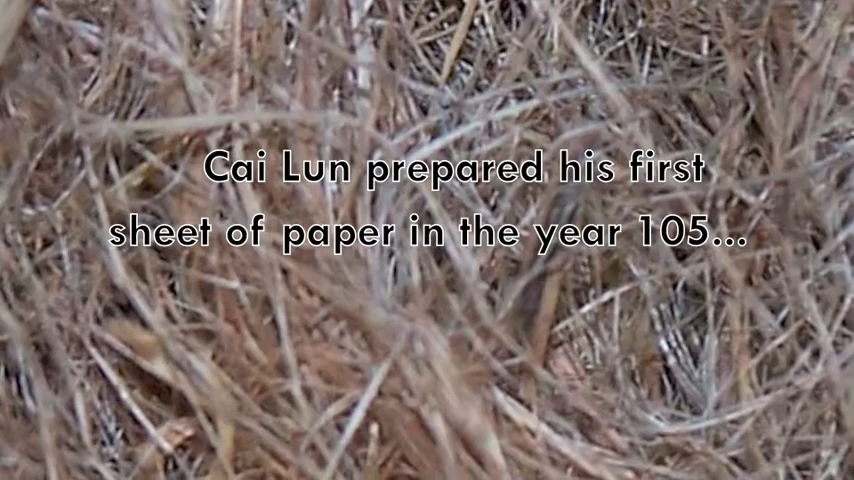 Cai Lun prepared his first
sheet of paper in the year 105...